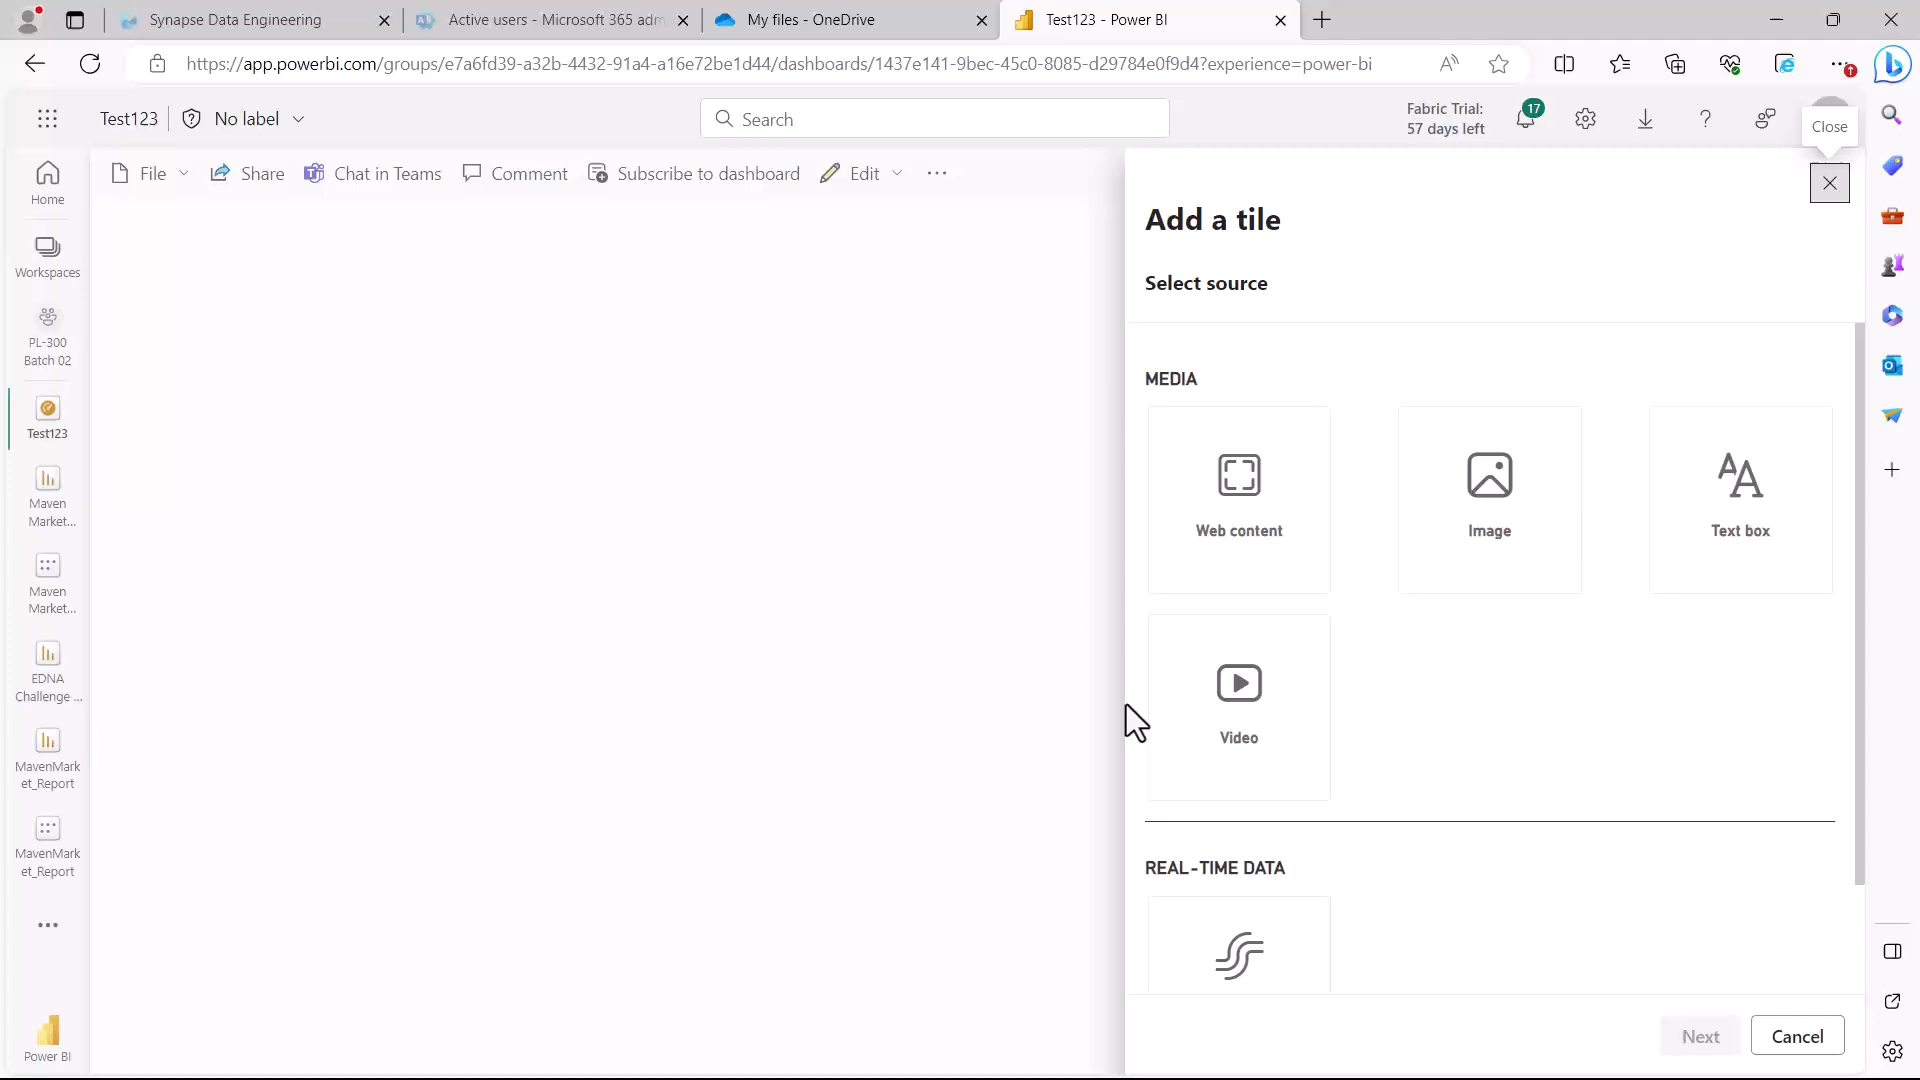 Synapse Data Engineering
Active users - Microsoft 365 adm
My files - OneDrive
Test123 - Power BI
https://app.powerbi.com/groups/e7a6fd39-a32b-4432-91a4-a16e72be1d44/dashboards/1437e141-9bec-45c0-8085-d29784e0f9d4?experience=power-bi
Test123
No label
Search
Fabric Trial:
57 days left
17
Close
File
Share
Chat in Teams
Comment
Subscribe to dashboard
Edit
Home
Workspaces
PL-300
Batch 02
Test123
Maven
Market...
Maven
Market...
EDNA
Challenge ...
MavenMark
et_Report
MavenMark
et_Report
Power BI
Add a tile
Select source
MEDIA
Web content
Image
Text box
Video
REAL-TIME DATA
Next
Cancel